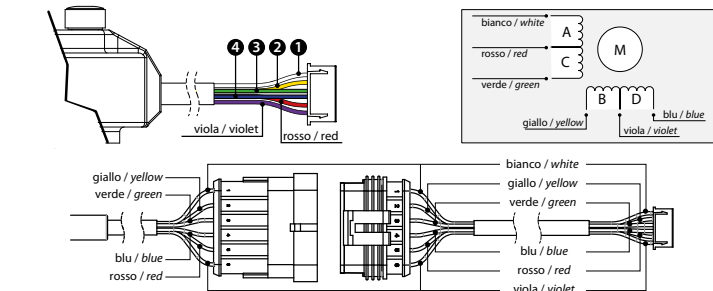 4 3 2 1
viola / violet
rosso / red
bianco / white
A
rosso / red
C
M
verde / green
B D
giallo / yellow
blu / blue
viola / violet
giallo / yellow
verde / green
blu / blue
rosso / red
bianco / white
giallo / yellow
verde / green
blu / blue
rosso / red
viola / violet